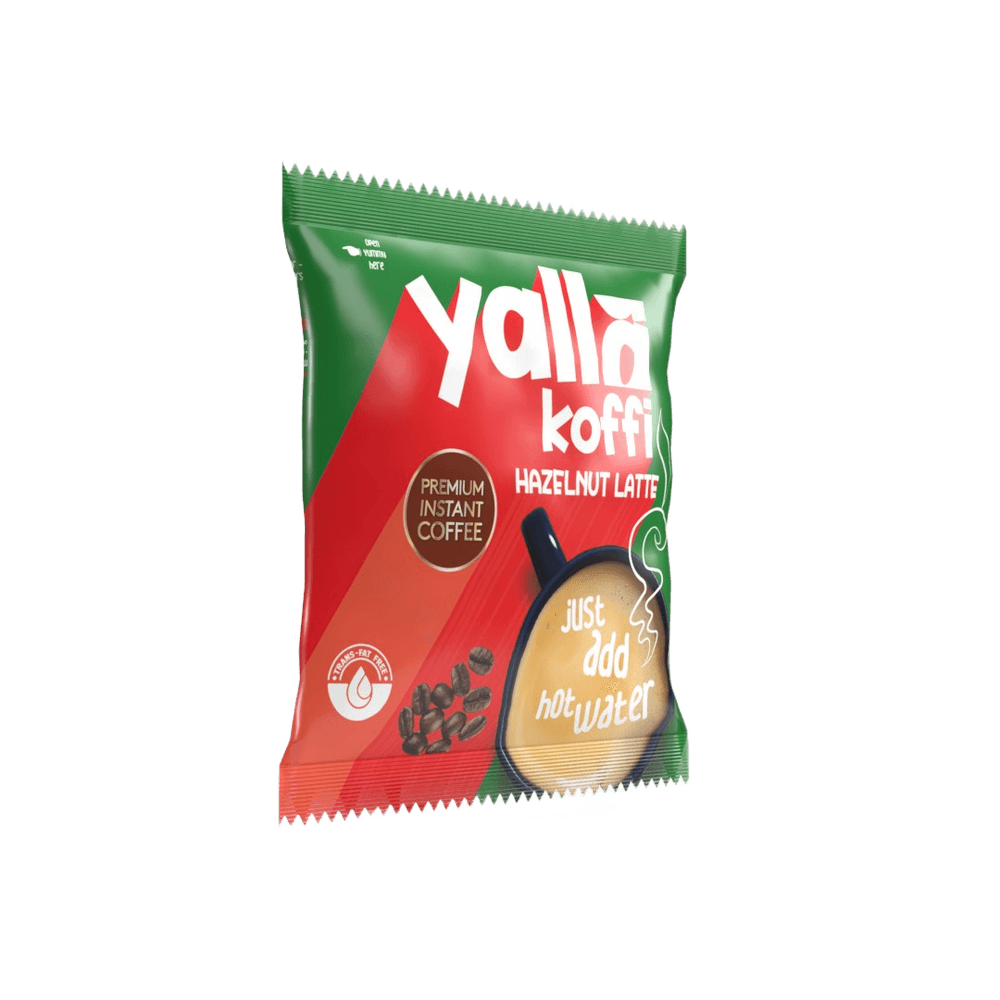 open
yummy
here
yallā
koffi
HAZELNUT LATTE
PREMIUM
INSTANT
COFFEE
just
add
hot water
TRANS-FAT FREE